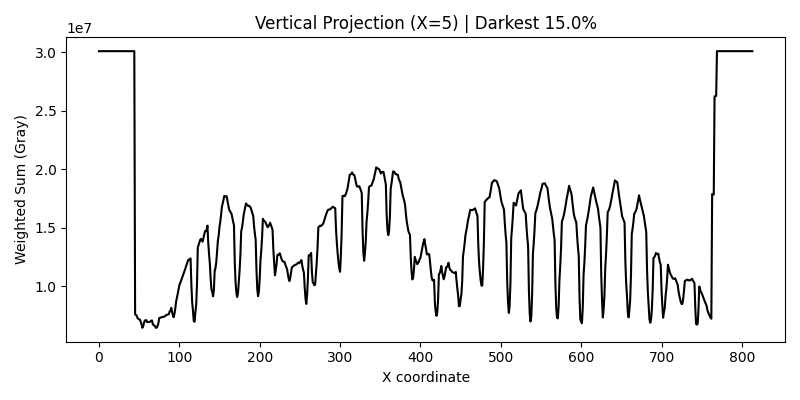 Vertical Projection (X=5) | Darkest 15.0%
1e7
3.0
2.5
2.0
1.5
1.0
Weighted Sum (Gray)
0 100 200 300 400 500 600 700 800
X coordinate